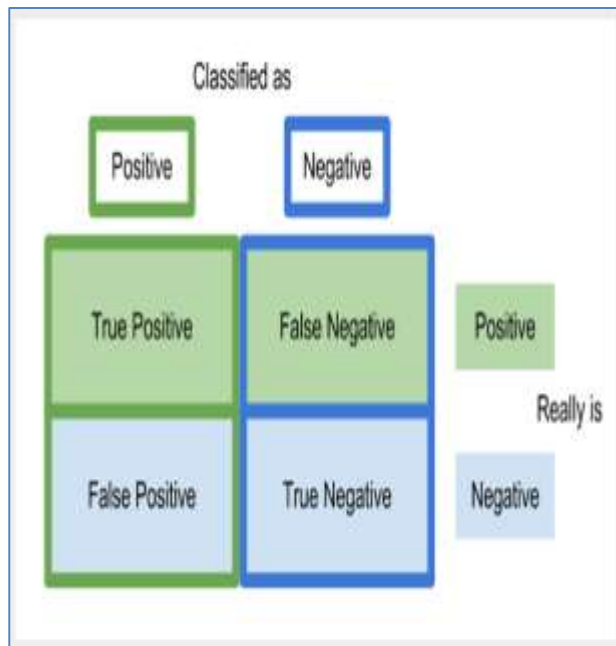 Classified as
Positive
Negative
True Positive
False Negative
Positive
Really is
False Positive
True Negative
Negative